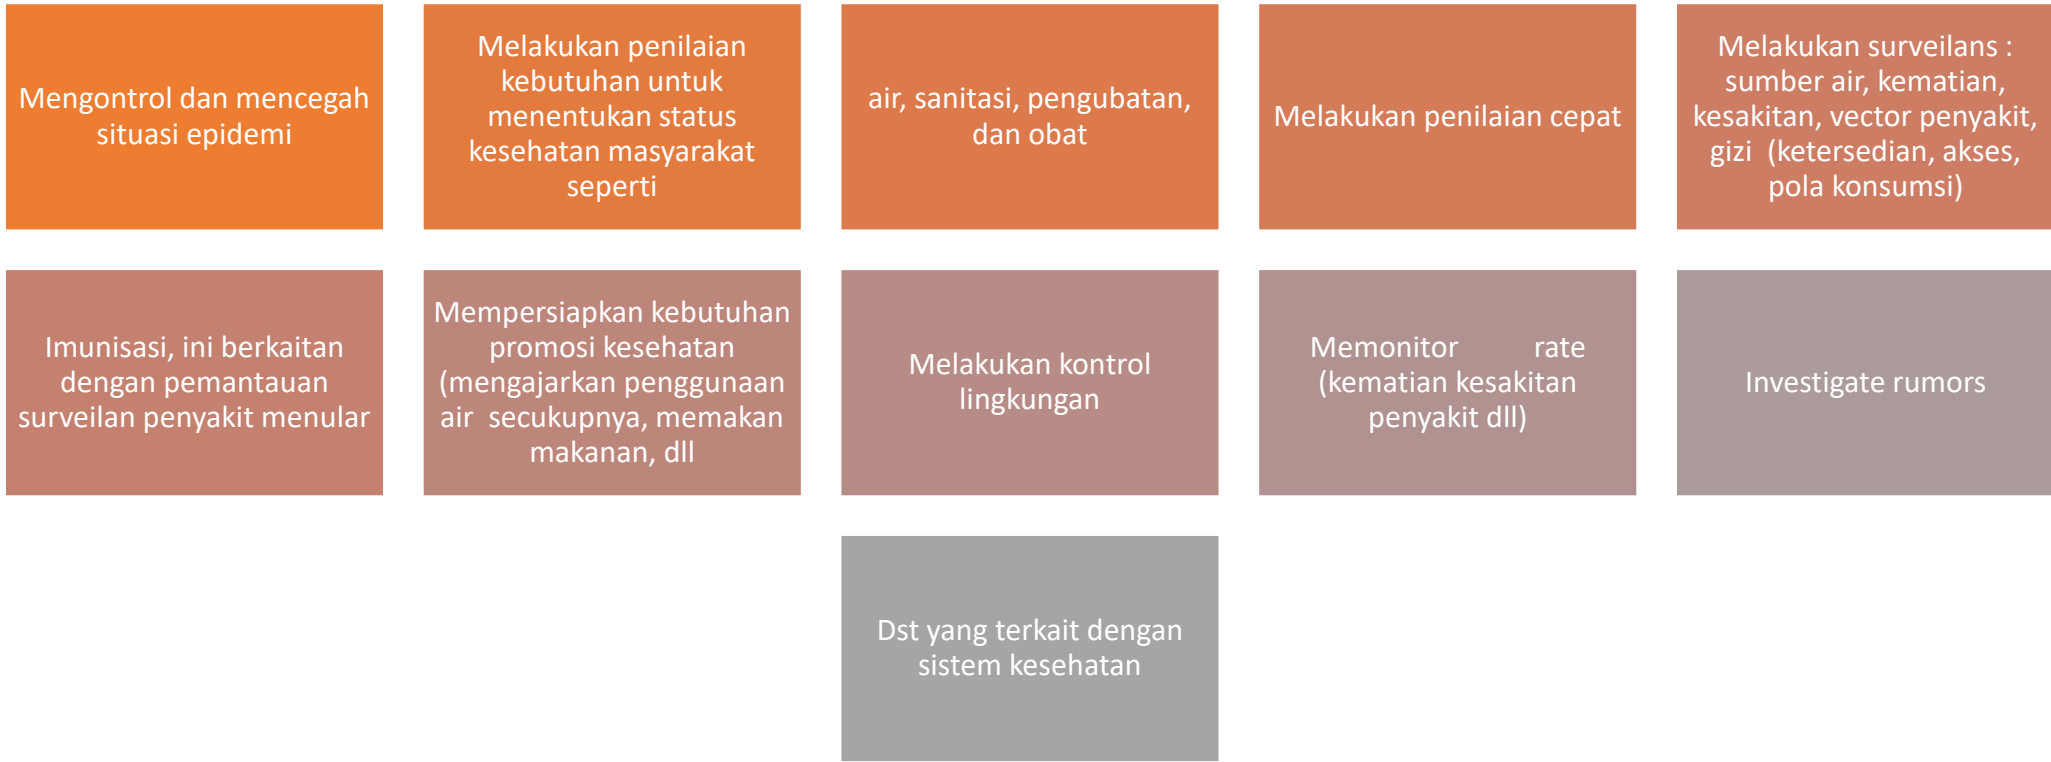 Mengontrol dan mencegah
situasi epidemi
Melakukan penilaian
kebutuhan untuk
menentukan status
kesehatan masyarakat
seperti
air, sanitasi, pengubatan,
dan obat
Melakukan penilaian cepat
Melakukan surveilans :
sumber air, kematian,
kesakitan, vector penyakit,
gizi (ketersedian, akses,
pola konsumsi)
Imunisasi, ini berkaitan
dengan pemantauan
surveilan penyakit menular
Mempersiapkan kebutuhan
promosi kesehatan
(mengajarkan penggunaan
air secukupnya, memakan
makanan, dll
Melakukan kontrol
lingkungan
Memonitor rate
(kematian kesakitan
penyakit dll)
Investigate rumors
Dst yang terkait dengan
sistem kesehatan